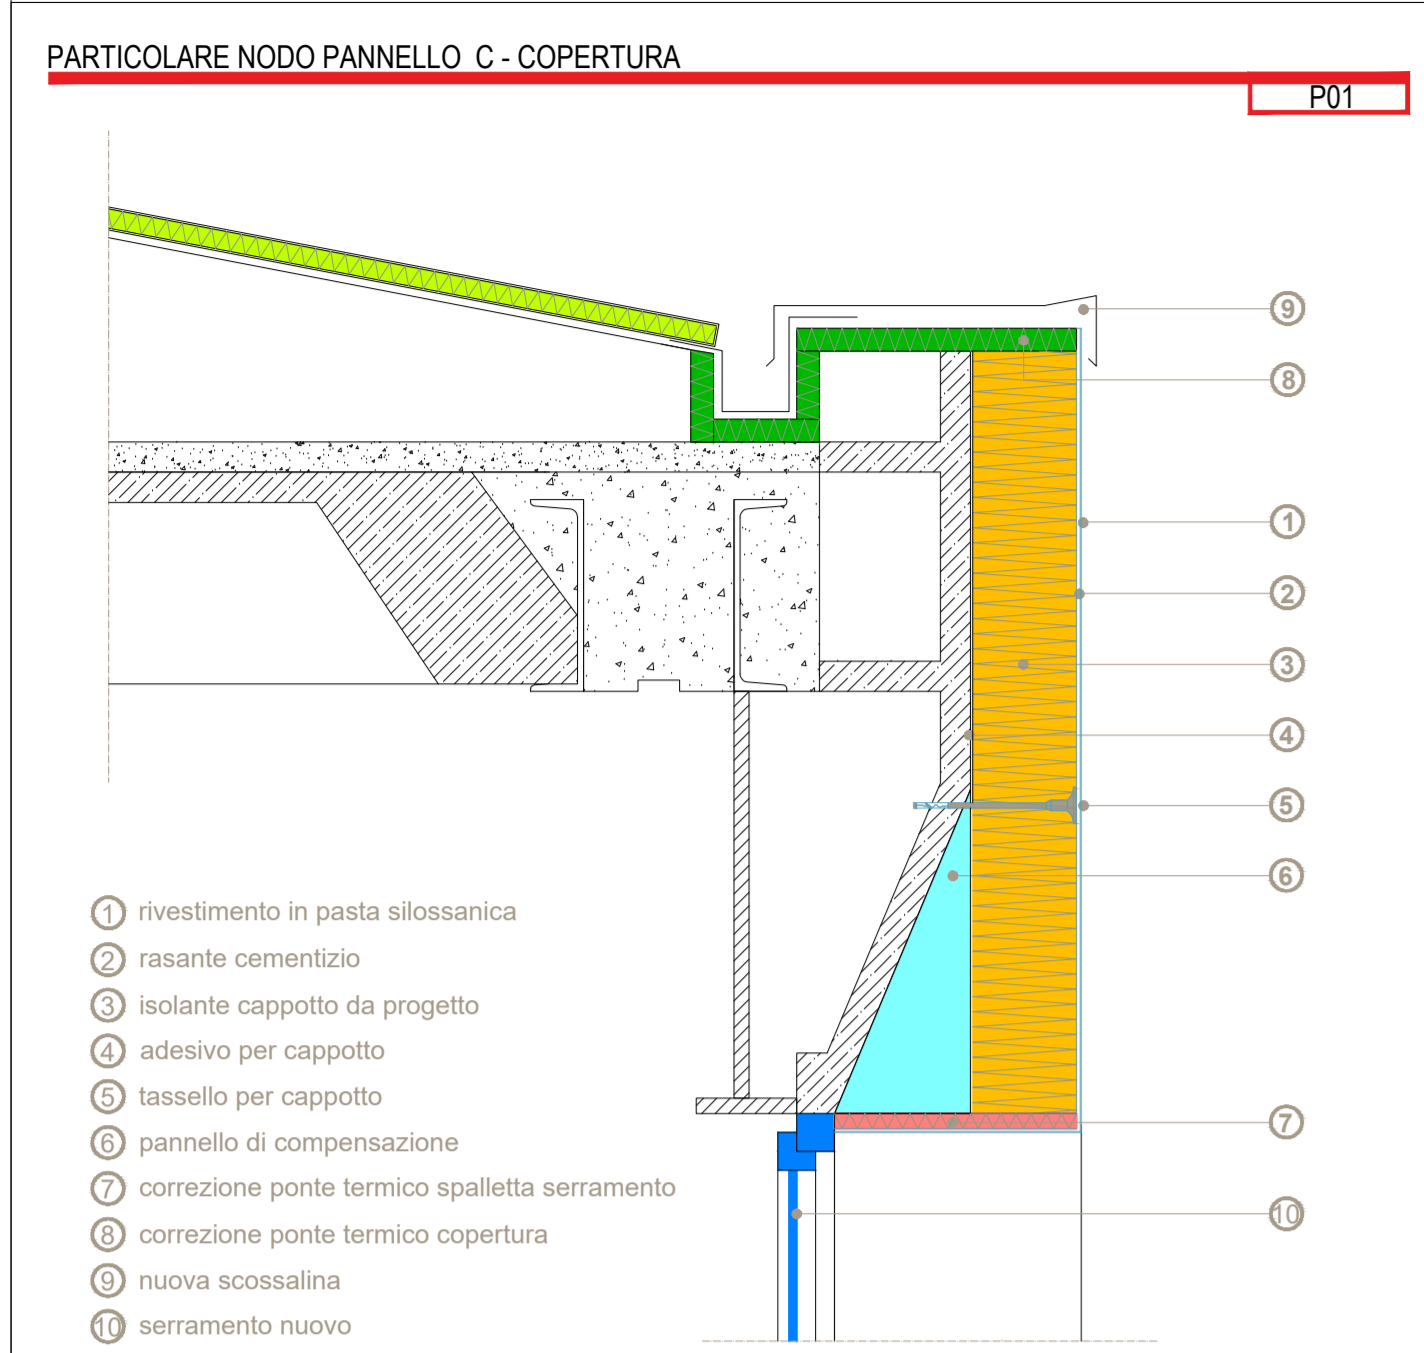 PARTICOLARE NODO PANNELLO C - COPERTURA
P01
9
8
1
2
3
4
5
6
7
10
1 rivestimento in pasta silossanica
2 rasante cementizio
3 isolante cappotto da progetto
4 adesivo per cappotto
5 tassello per cappotto
6 pannello di compensazione
7 correzione ponte termico spalletta serramento
8 correzione ponte termico copertura
9 nuova scossalina
10 serramento nuovo